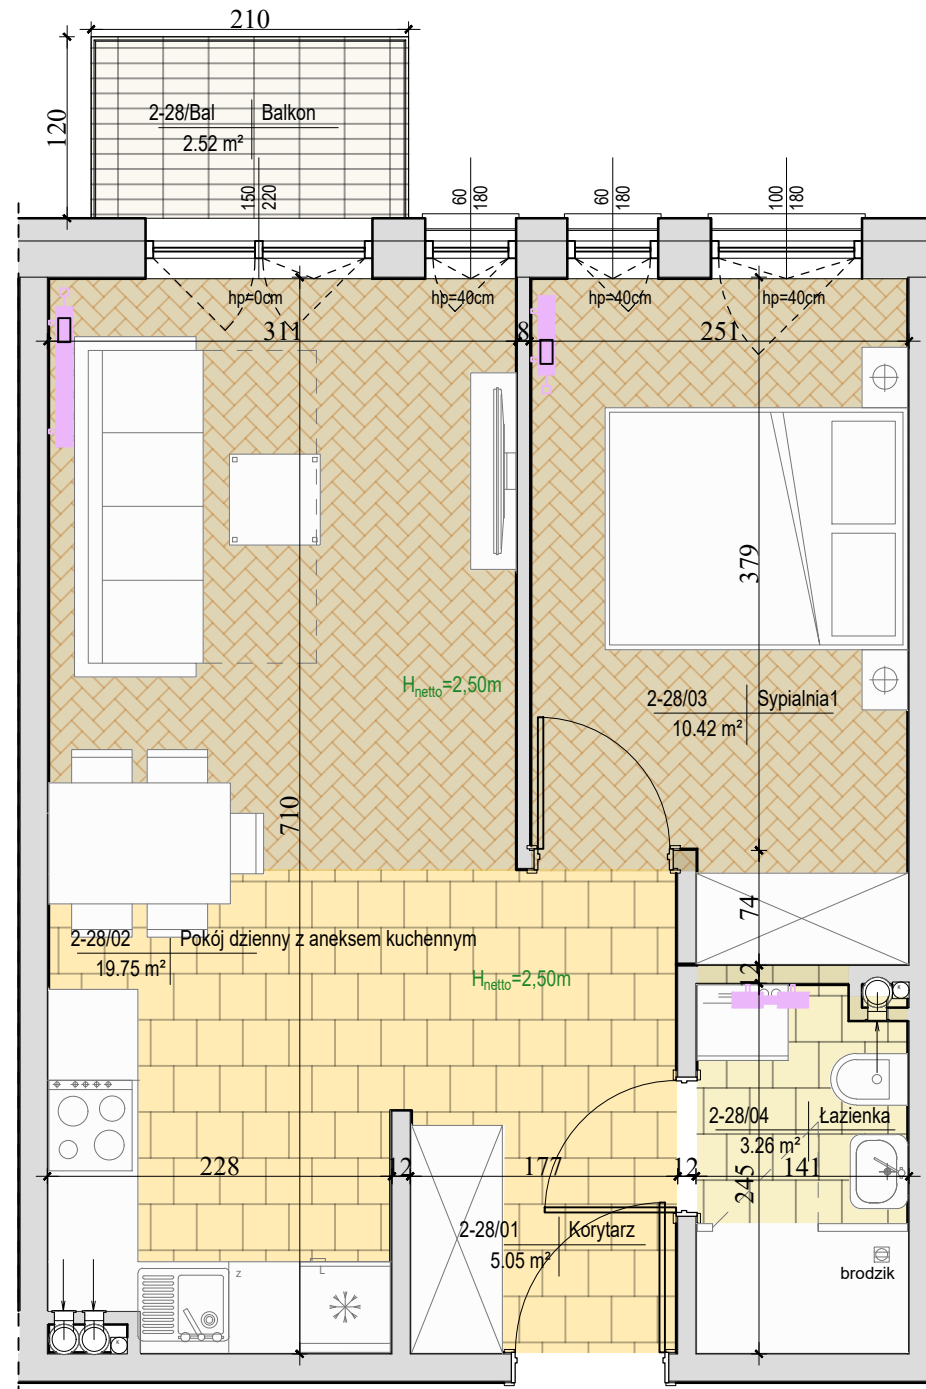 210
120
2-28/Bal Balkon
2.52 m²
150
220
60
180
60
180
100
180
hp=0cm
hp=40cm
hp=40cm
hp=40cm
311
8
251
379
Hnetto=2,50m
2-28/03 Sypialnia1
10.42 m²
710
74
2-28/02 Pokój dzienny z aneksem kuchennym
19.75 m²
Hnetto=2,50m
12
2-28/04 Łazienka
3.26 m²
228
12
177
12
141
245
2-28/01 Korytarz
5.05 m²
z
L
brodzik